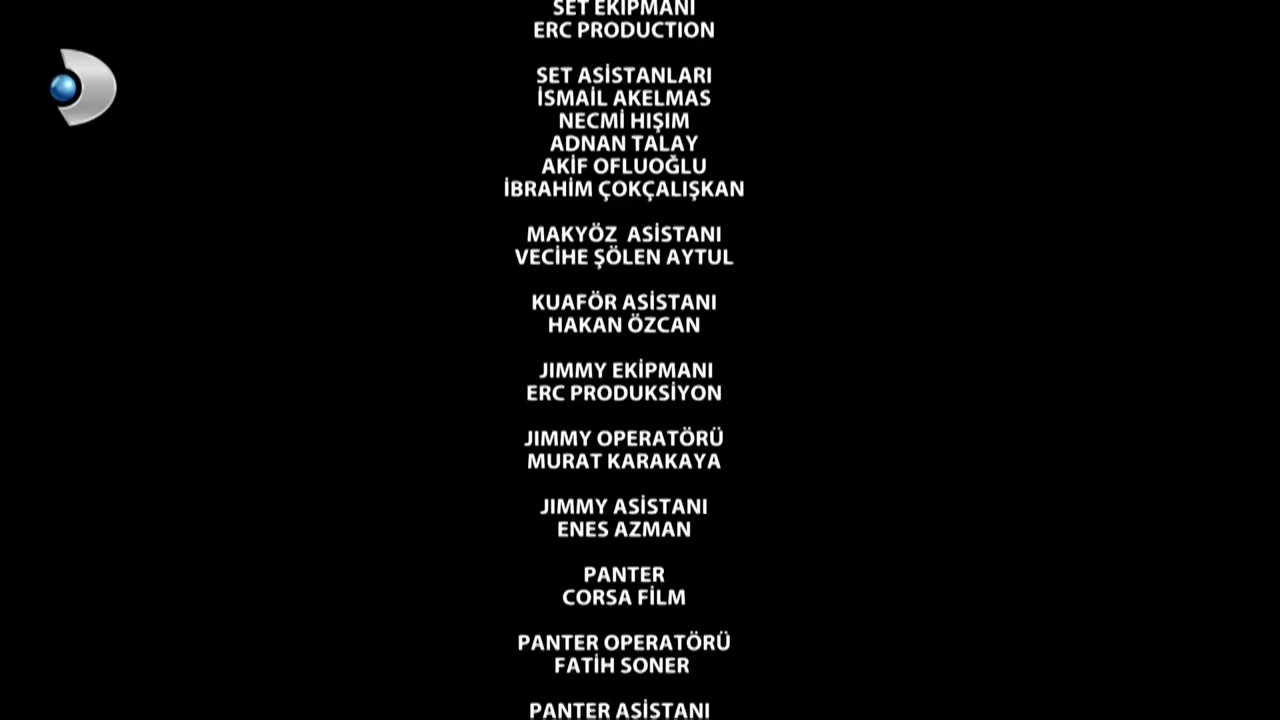 SET EKİPMANI
ERC PRODUCTION
SET ASİSTANLARI
İSMAİL AKELMAS
NECMİ HIŞIM
ADNAN TALAY
AKİF OFLUOĞLU
İBRAHİM ÇOKÇALIŞKAN
MAKYÖZ ASİSTANI
VECİHE ŞÖLEN AYTUL
KUAFÖR ASİSTANI
HAKAN ÖZCAN
JIMMY EKİPMANI
ERC PRODUKSİYON
JIMMY OPERATÖRÜ
MURAT KARAKAYA
JIMMY ASİSTANI
ENES AZMAN
PANTER
CORSA FİLM
PANTER OPERATÖRÜ
FATİH SONER
PANTER ASİSTANI